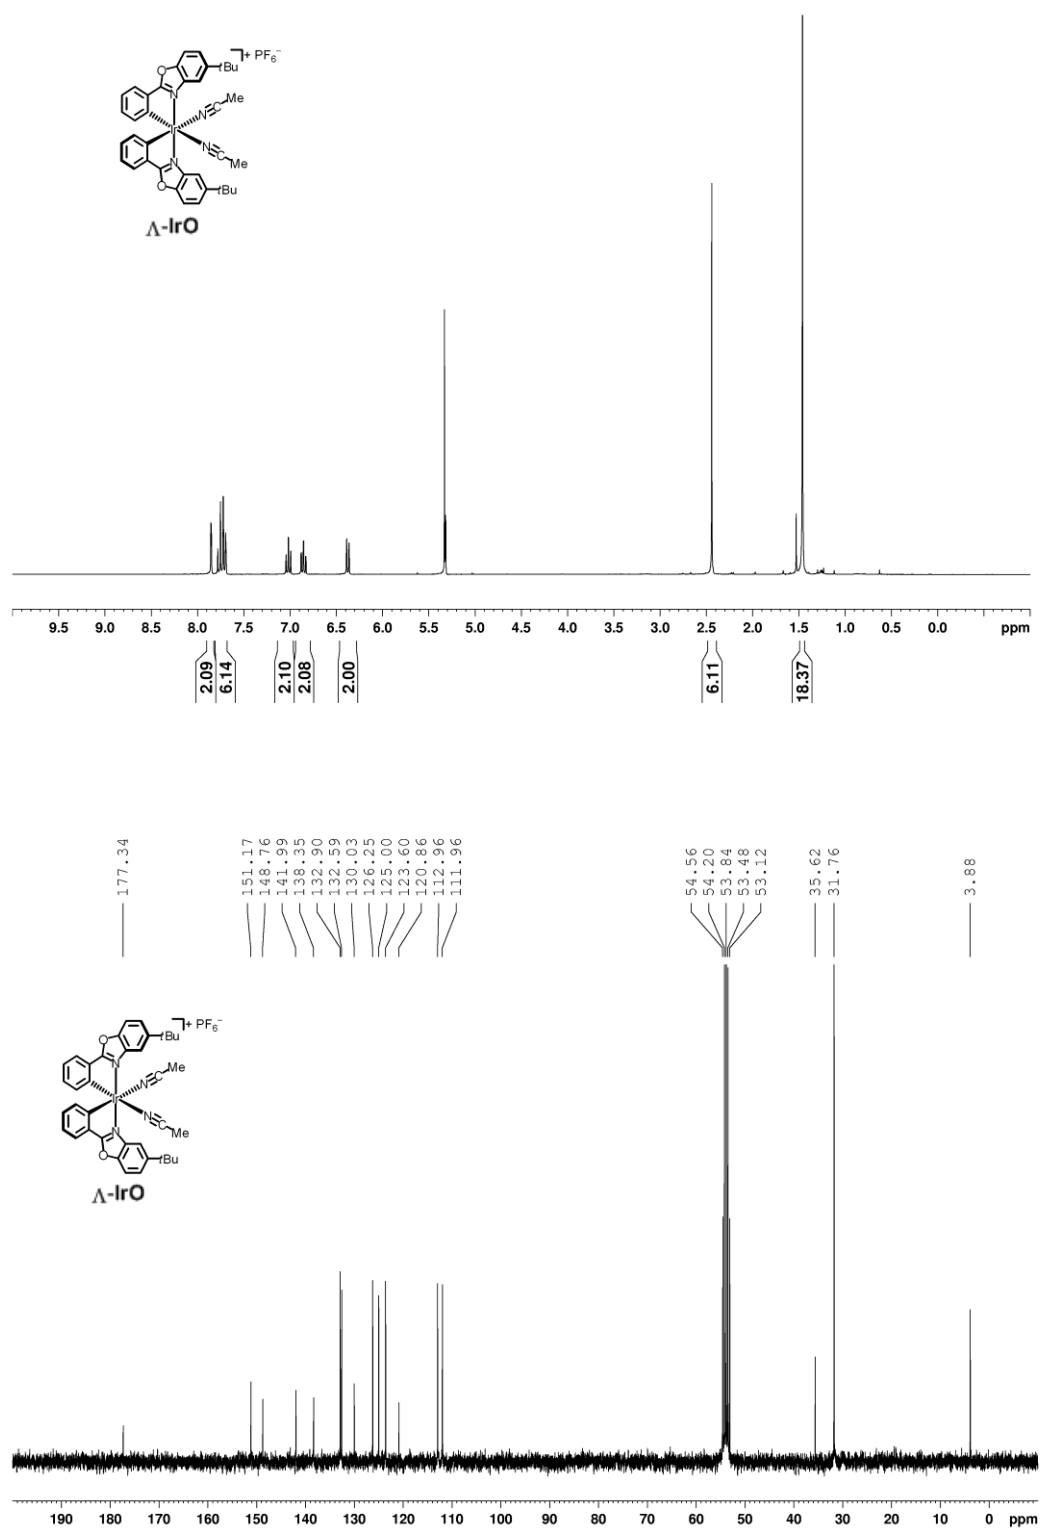 ]+ PF6−
O
tBu
N
Me
N
C
Ir
N
C
N
Me
O
tBu
Λ-IrO
9.5 9.0 8.5 8.0 7.5 7.0 6.5 6.0 5.5 5.0 4.5 4.0 3.5 3.0 2.5 2.0 1.5 1.0 0.5 0.0 ppm
2.09 6.14 2.10 2.08 2.00 6.11 18.37
177.34 151.17 148.76 141.99 138.35 132.90 132.59 130.03 126.25 125.00 123.60 120.86 112.96 111.96 54.56 54.20 53.84 53.48 53.12 35.62 31.76 3.88
]+ PF6−
O
tBu
N
Me
N
C
Ir
N
C
N
Me
O
tBu
Λ-IrO
190 180 170 160 150 140 130 120 110 100 90 80 70 60 50 40 30 20 10 0 ppm